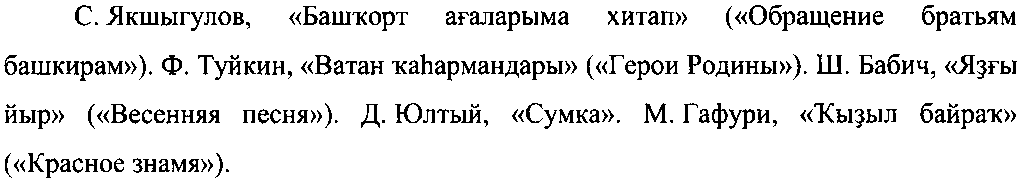 С. Якшыгулов, «Башҡорт ағаларыма хитап» («Обращение братьям
башкирам»). Ф. Туйкин, «Ватан ҡаһармандары» («Герои Родины»). Ш. Бабич, «Яҙғы
йыр» («Весенняя песня»). Д. Юлтый, «Сумка». М. Гафури, «Ҡыҙыл байраҡ»
(«Красное знамя»).